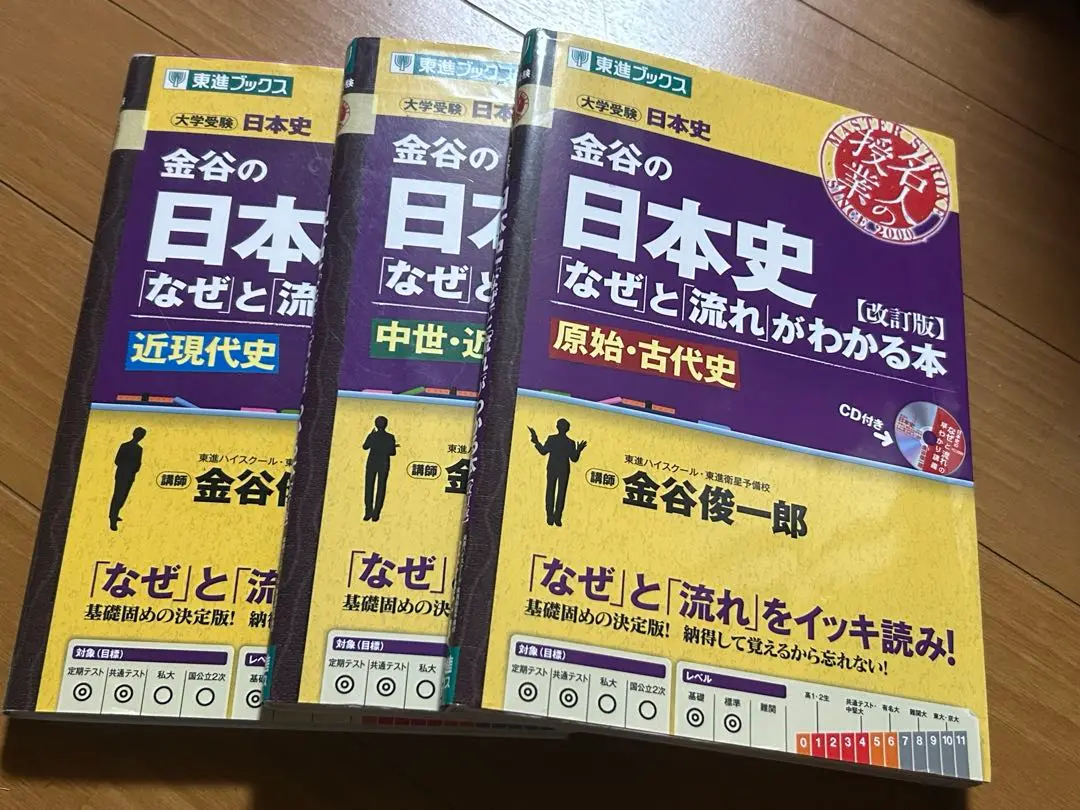 東進ブックス
大学受験 日本史
金谷の
日本
「なぜ」と「流
近現代史
東進ハイスクール・東
講師 金谷俊
「なぜ」と「流
基礎固めの決定版! 納得
対象(目標)
定期テスト 共通テスト 私大 国公立2次
◎ ◎ ○ ○
レベ
基礎
東進ブックス
大学受験 日本
金谷の
日本
「なぜ」と
中世・近
講師 金
「なぜ」
基礎固めの決
対象(目標)
定期テスト 共通テスト 私大
◎ ◎ ○
東進ブックス
大学受験 日本史
MASTER'S STRONG
名人の
授業
SINCE 2000
金谷の
日本史
「なぜ」と「流れ」がわかる本
【改訂版】
原始・古代史
CD付き
東進ハイスクール・東進衛星予備校
講師 金谷俊一郎
「なぜ」と「流れ」をイッキ読み!
基礎固めの決定版! 納得して覚えるから忘れない!
対象(目標)
定期テスト 共通テスト 私大 国公立2次
◎ ◎ ○ ○
レベル
基礎 標準 難関
◎ ◎
高1・2生 共通テスト・中堅大 有名大 難関大 東大・京大
0 1 2 3 4 5 6 7 8 9 10 11